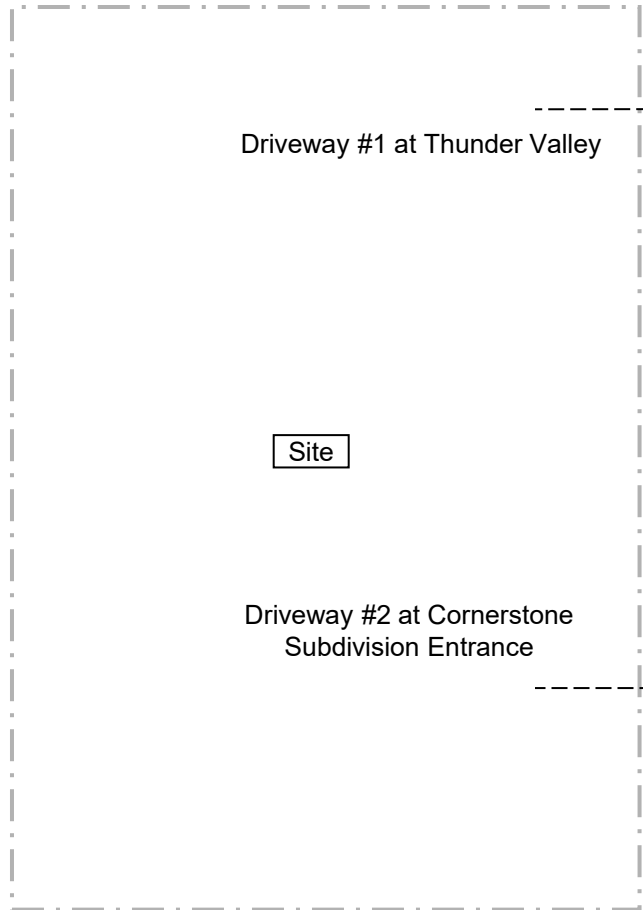 Driveway #1 at Thunder Valley
Site
Driveway #2 at Cornerstone
Subdivision Entrance